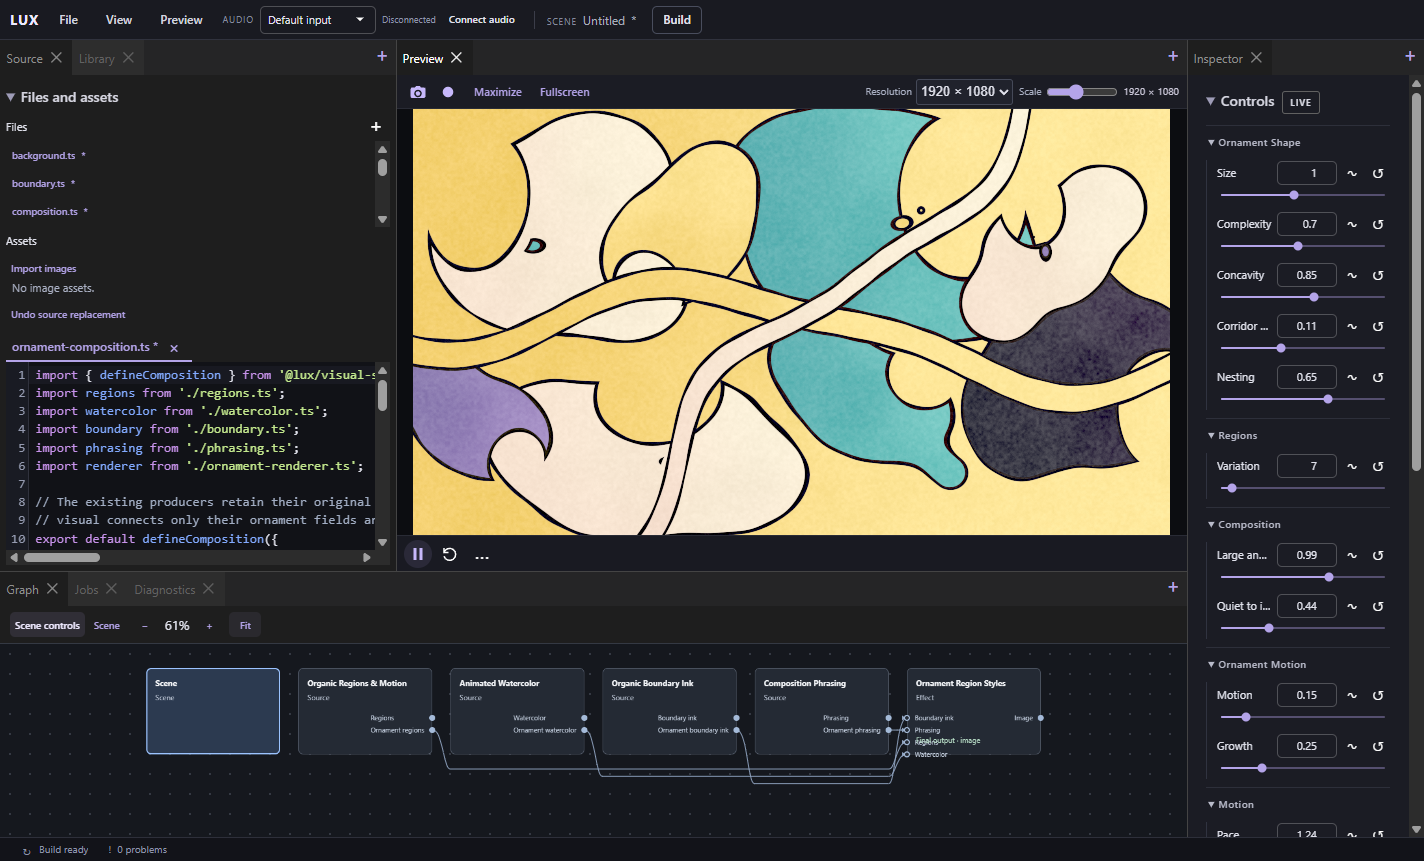 LUX File View Preview AUDIO Default input Disconnected Connect audio SCENE Untitled * Build
Source Library +
Files and assets
Files +
background.ts *
boundary.ts *
composition.ts *
Assets
Import images
No image assets.
Undo source replacement
ornament-composition.ts * ×
1 import { defineComposition } from '@lux/visual-s
2 import regions from './regions.ts';
3 import watercolor from './watercolor.ts';
4 import boundary from './boundary.ts';
5 import phrasing from './phrasing.ts';
6 import renderer from './ornament-renderer.ts';
7
8 // The existing producers retain their original
9 // visual connects only their ornament fields an
10 export default defineComposition({
Preview +
Maximize Fullscreen Resolution 1920 × 1080 Scale 1920 × 1080
...
Graph Jobs Diagnostics +
Scene controls Scene − 61% + Fit
Scene
Scene
Organic Regions & Motion
Source
Regions
Ornament regions
Animated Watercolor
Source
Watercolor
Ornament watercolor
Organic Boundary Ink
Source
Boundary ink
Ornament boundary ink
Composition Phrasing
Source
Phrasing
Ornament phrasing
Ornament Region Styles
Effect
Boundary ink Image
Phrasing
Regions
Final output · image
Watercolor
Inspector +
Controls LIVE
Ornament Shape
Size 1
Complexity 0.7
Concavity 0.85
Corridor ... 0.11
Nesting 0.65
Regions
Variation 7
Composition
Large an... 0.99
Quiet to i... 0.44
Ornament Motion
Motion 0.15
Growth 0.25
Motion
Pace 1.24
Build ready ! 0 problems